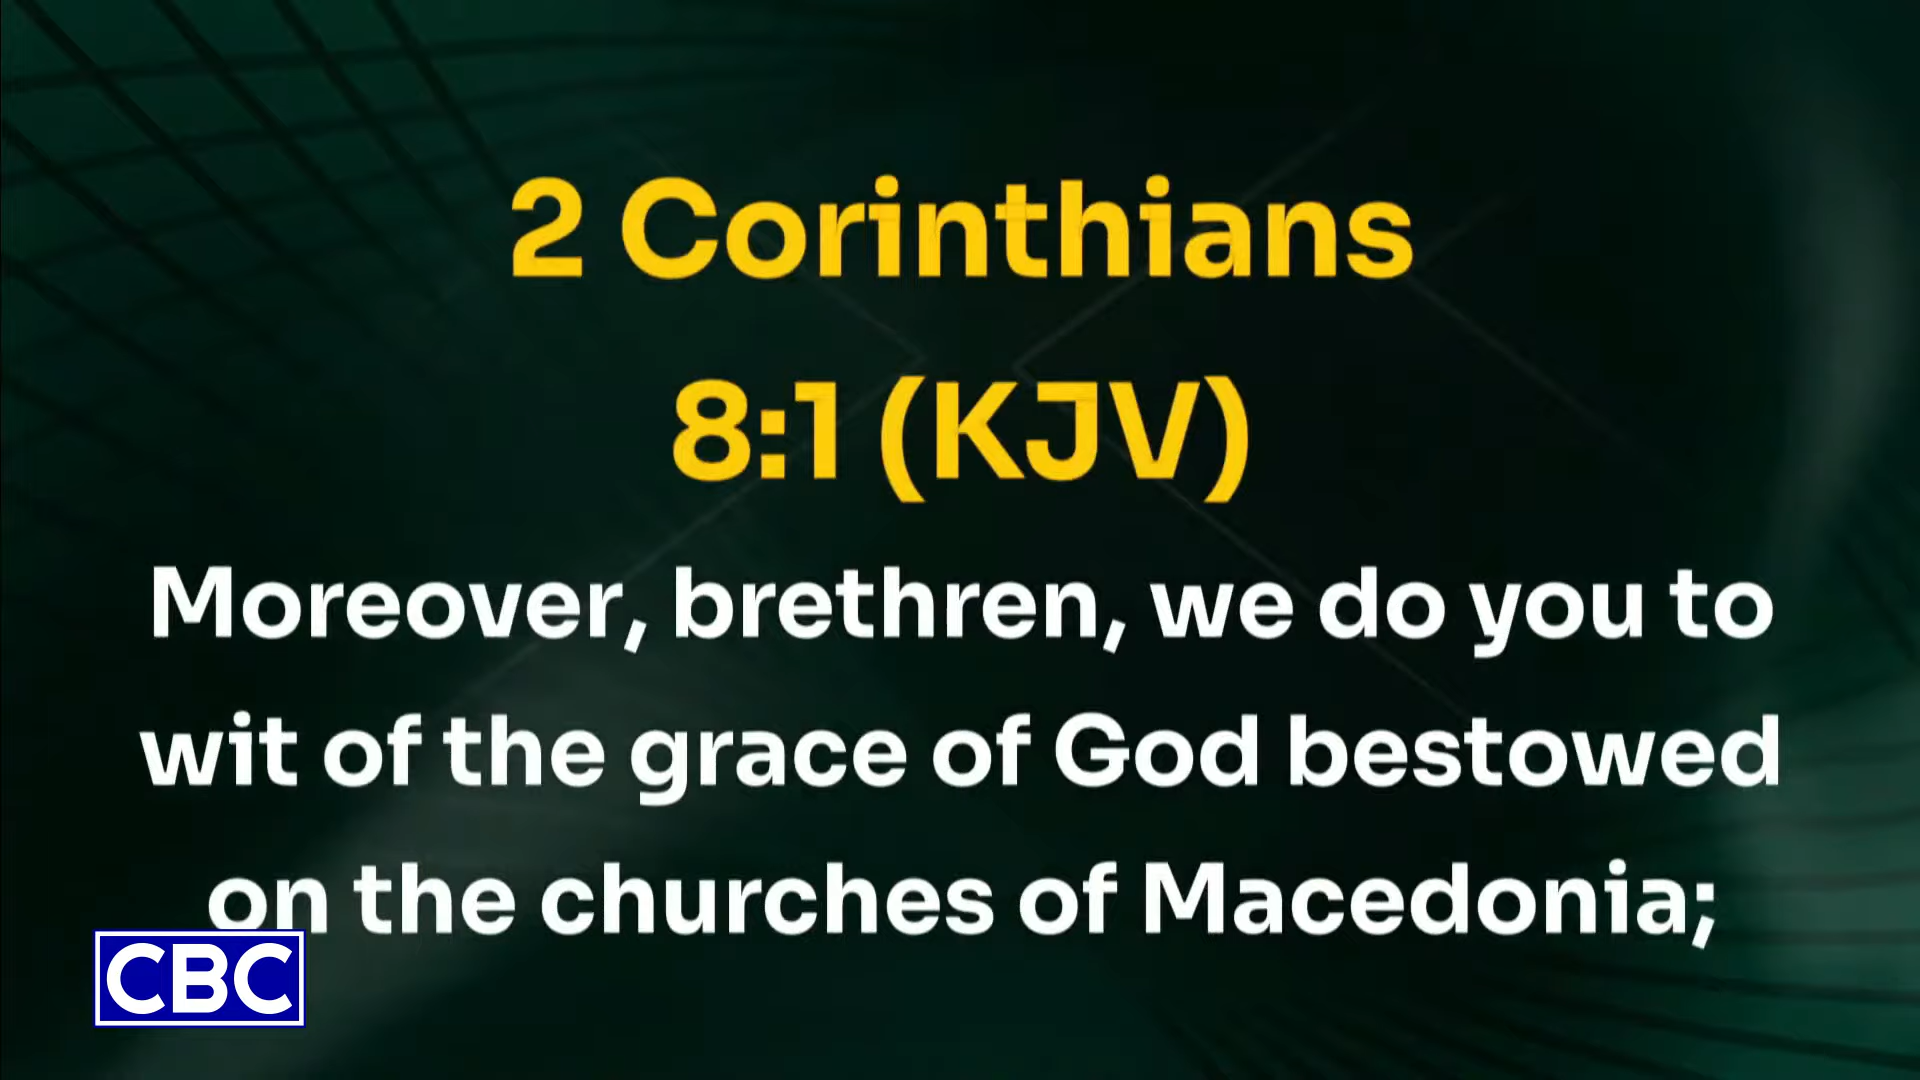 2 Corinthians
8:1 (KJV)
Moreover, brethren, we do you to
wit of the grace of God bestowed
on the churches of Macedonia;
CBC